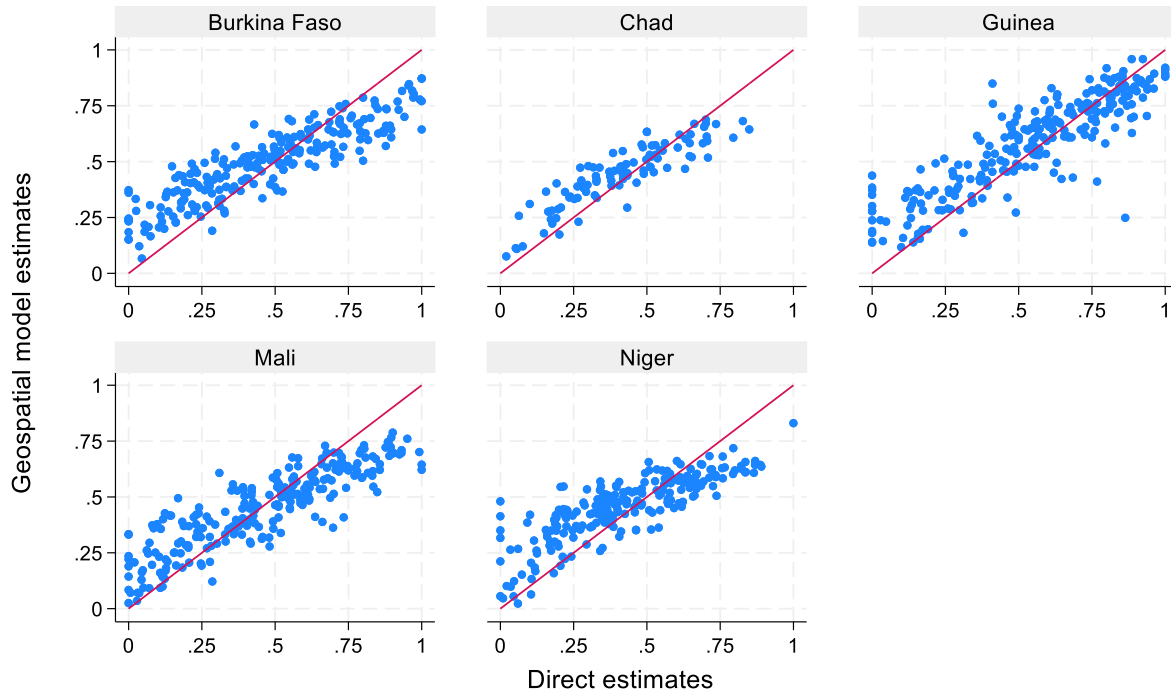 Burkina Faso
Chad
Guinea
1
.75
.5
.25
0
0 .25 .5 .75 1
0 .25 .5 .75 1
0 .25 .5 .75 1
Mali
Niger
1
.75
.5
.25
0
0 .25 .5 .75 1
0 .25 .5 .75 1
Geospatial model estimates
Direct estimates